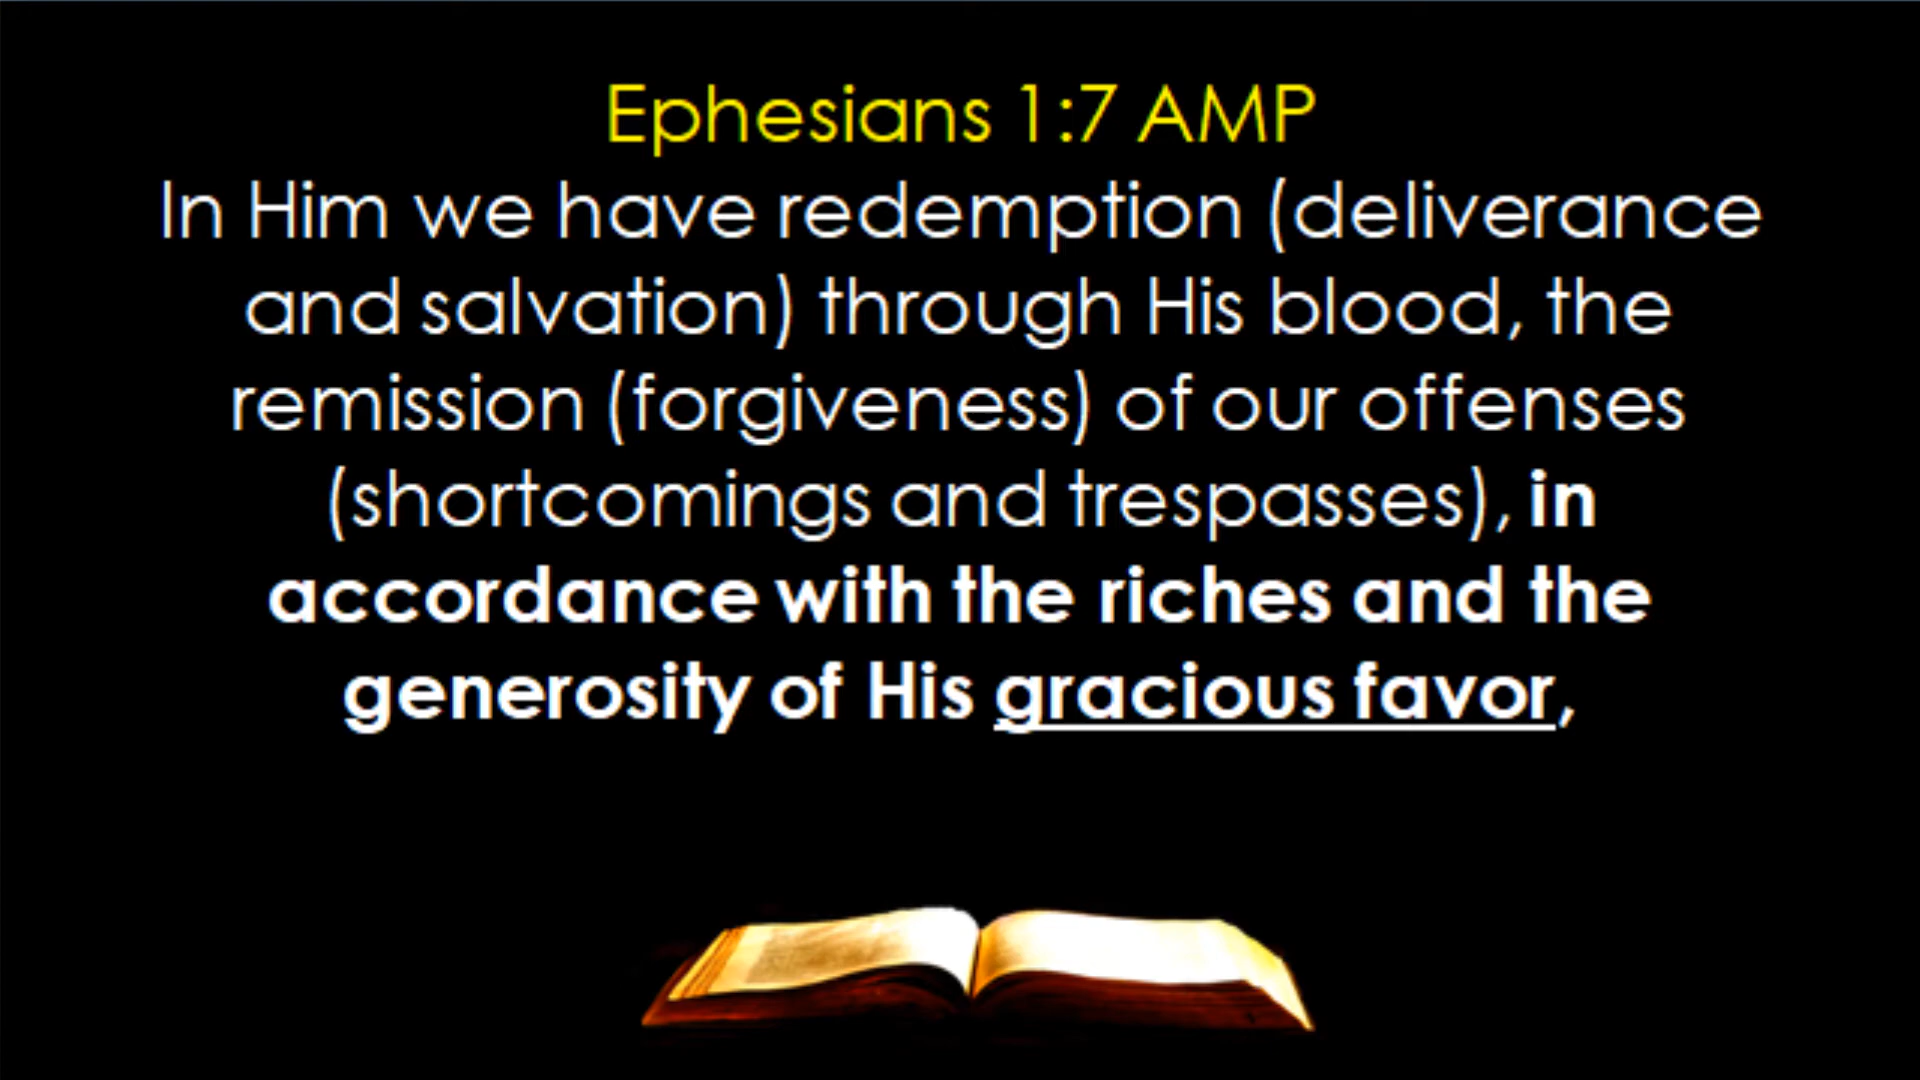 Ephesians 1:7 AMP
In Him we have redemption (deliverance
and salvation) through His blood, the
remission (forgiveness) of our offenses
(shortcomings and trespasses), in
accordance with the riches and the
generosity of His gracious favor,